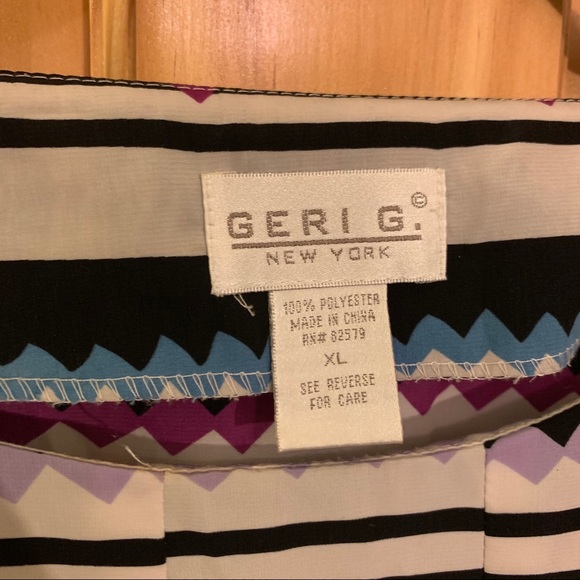 GERI G.©
NEW YORK
100% POLYESTER
MADE IN CHINA
RN# 82579
XL
SEE REVERSE
FOR CARE